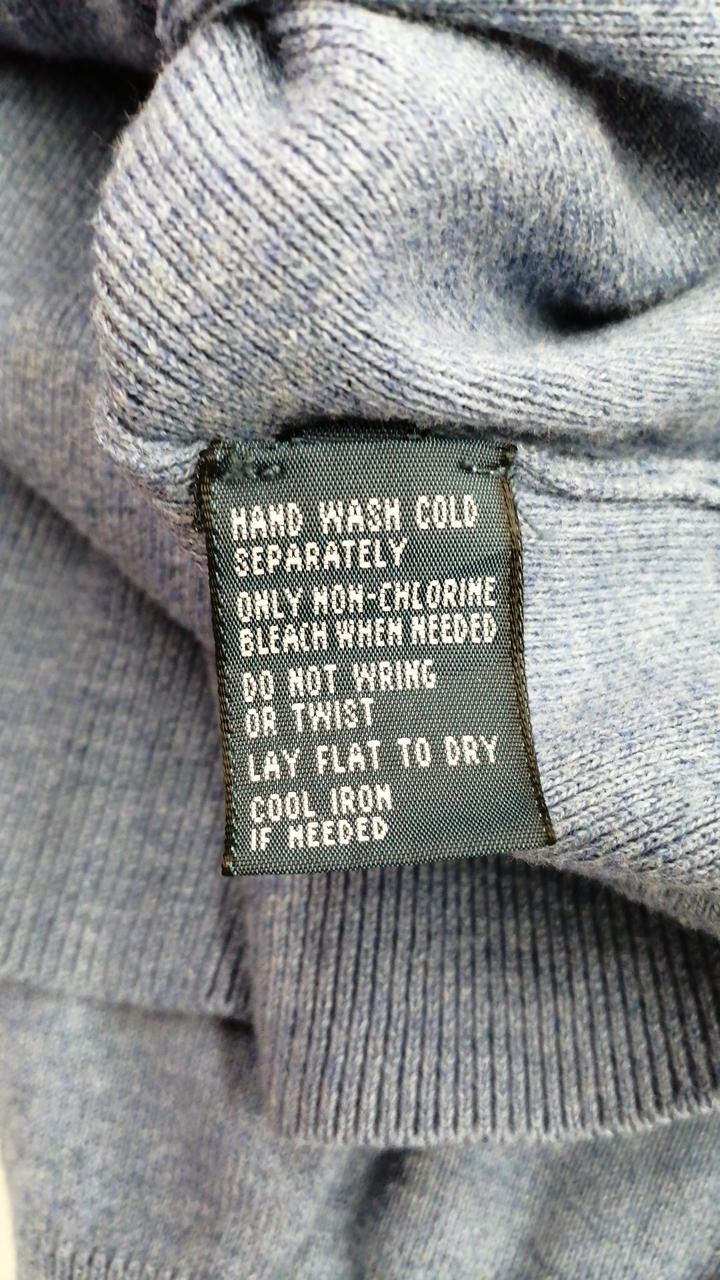 HAND WASH COLD
SEPARATELY
ONLY NON-CHLORINE
BLEACH WHEN NEEDED
DO NOT WRING
OR TWIST
LAY FLAT TO DRY
COOL IRON
IF NEEDED